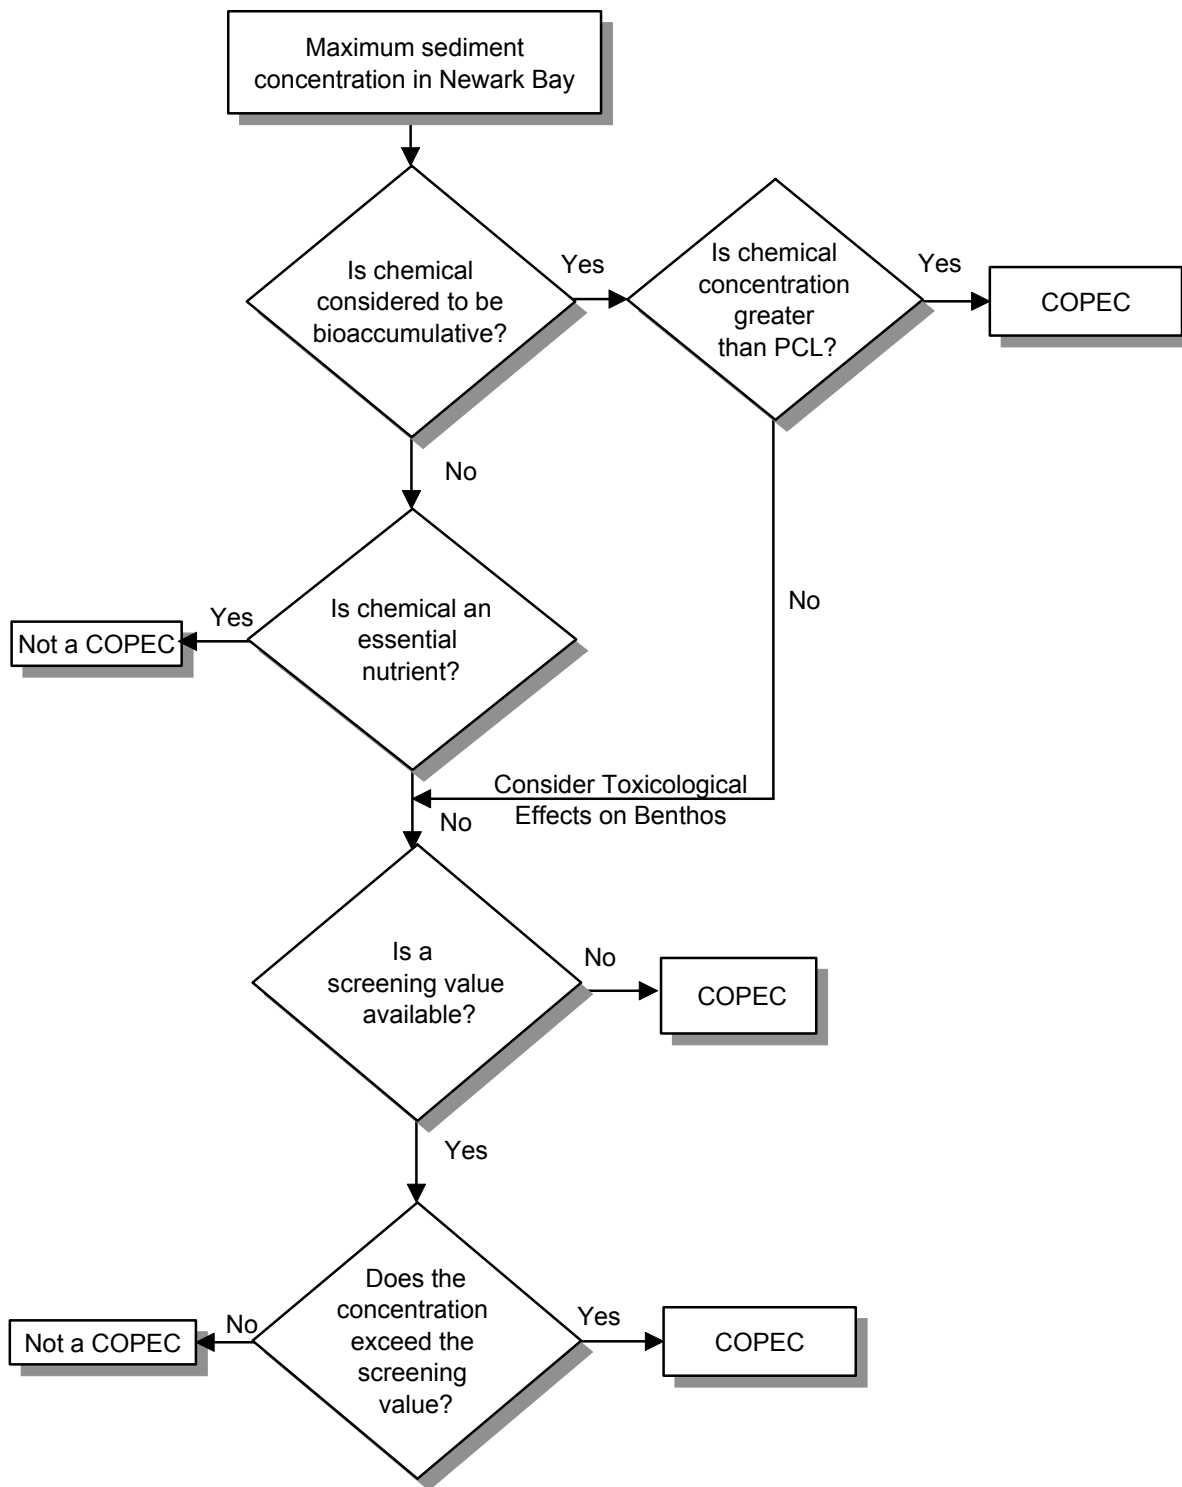 Maximum sediment
concentration in Newark Bay
Is chemical
considered to be
bioaccumulative?
Yes
Is chemical
concentration
greater
than PCL?
Yes
COPEC
No
No
Is chemical an
essential
nutrient?
Yes
Not a COPEC
Consider Toxicological
Effects on Benthos
No
Is a
screening value
available?
No
COPEC
Yes
Does the
concentration
exceed the
screening
value?
No
Not a COPEC
Yes
COPEC